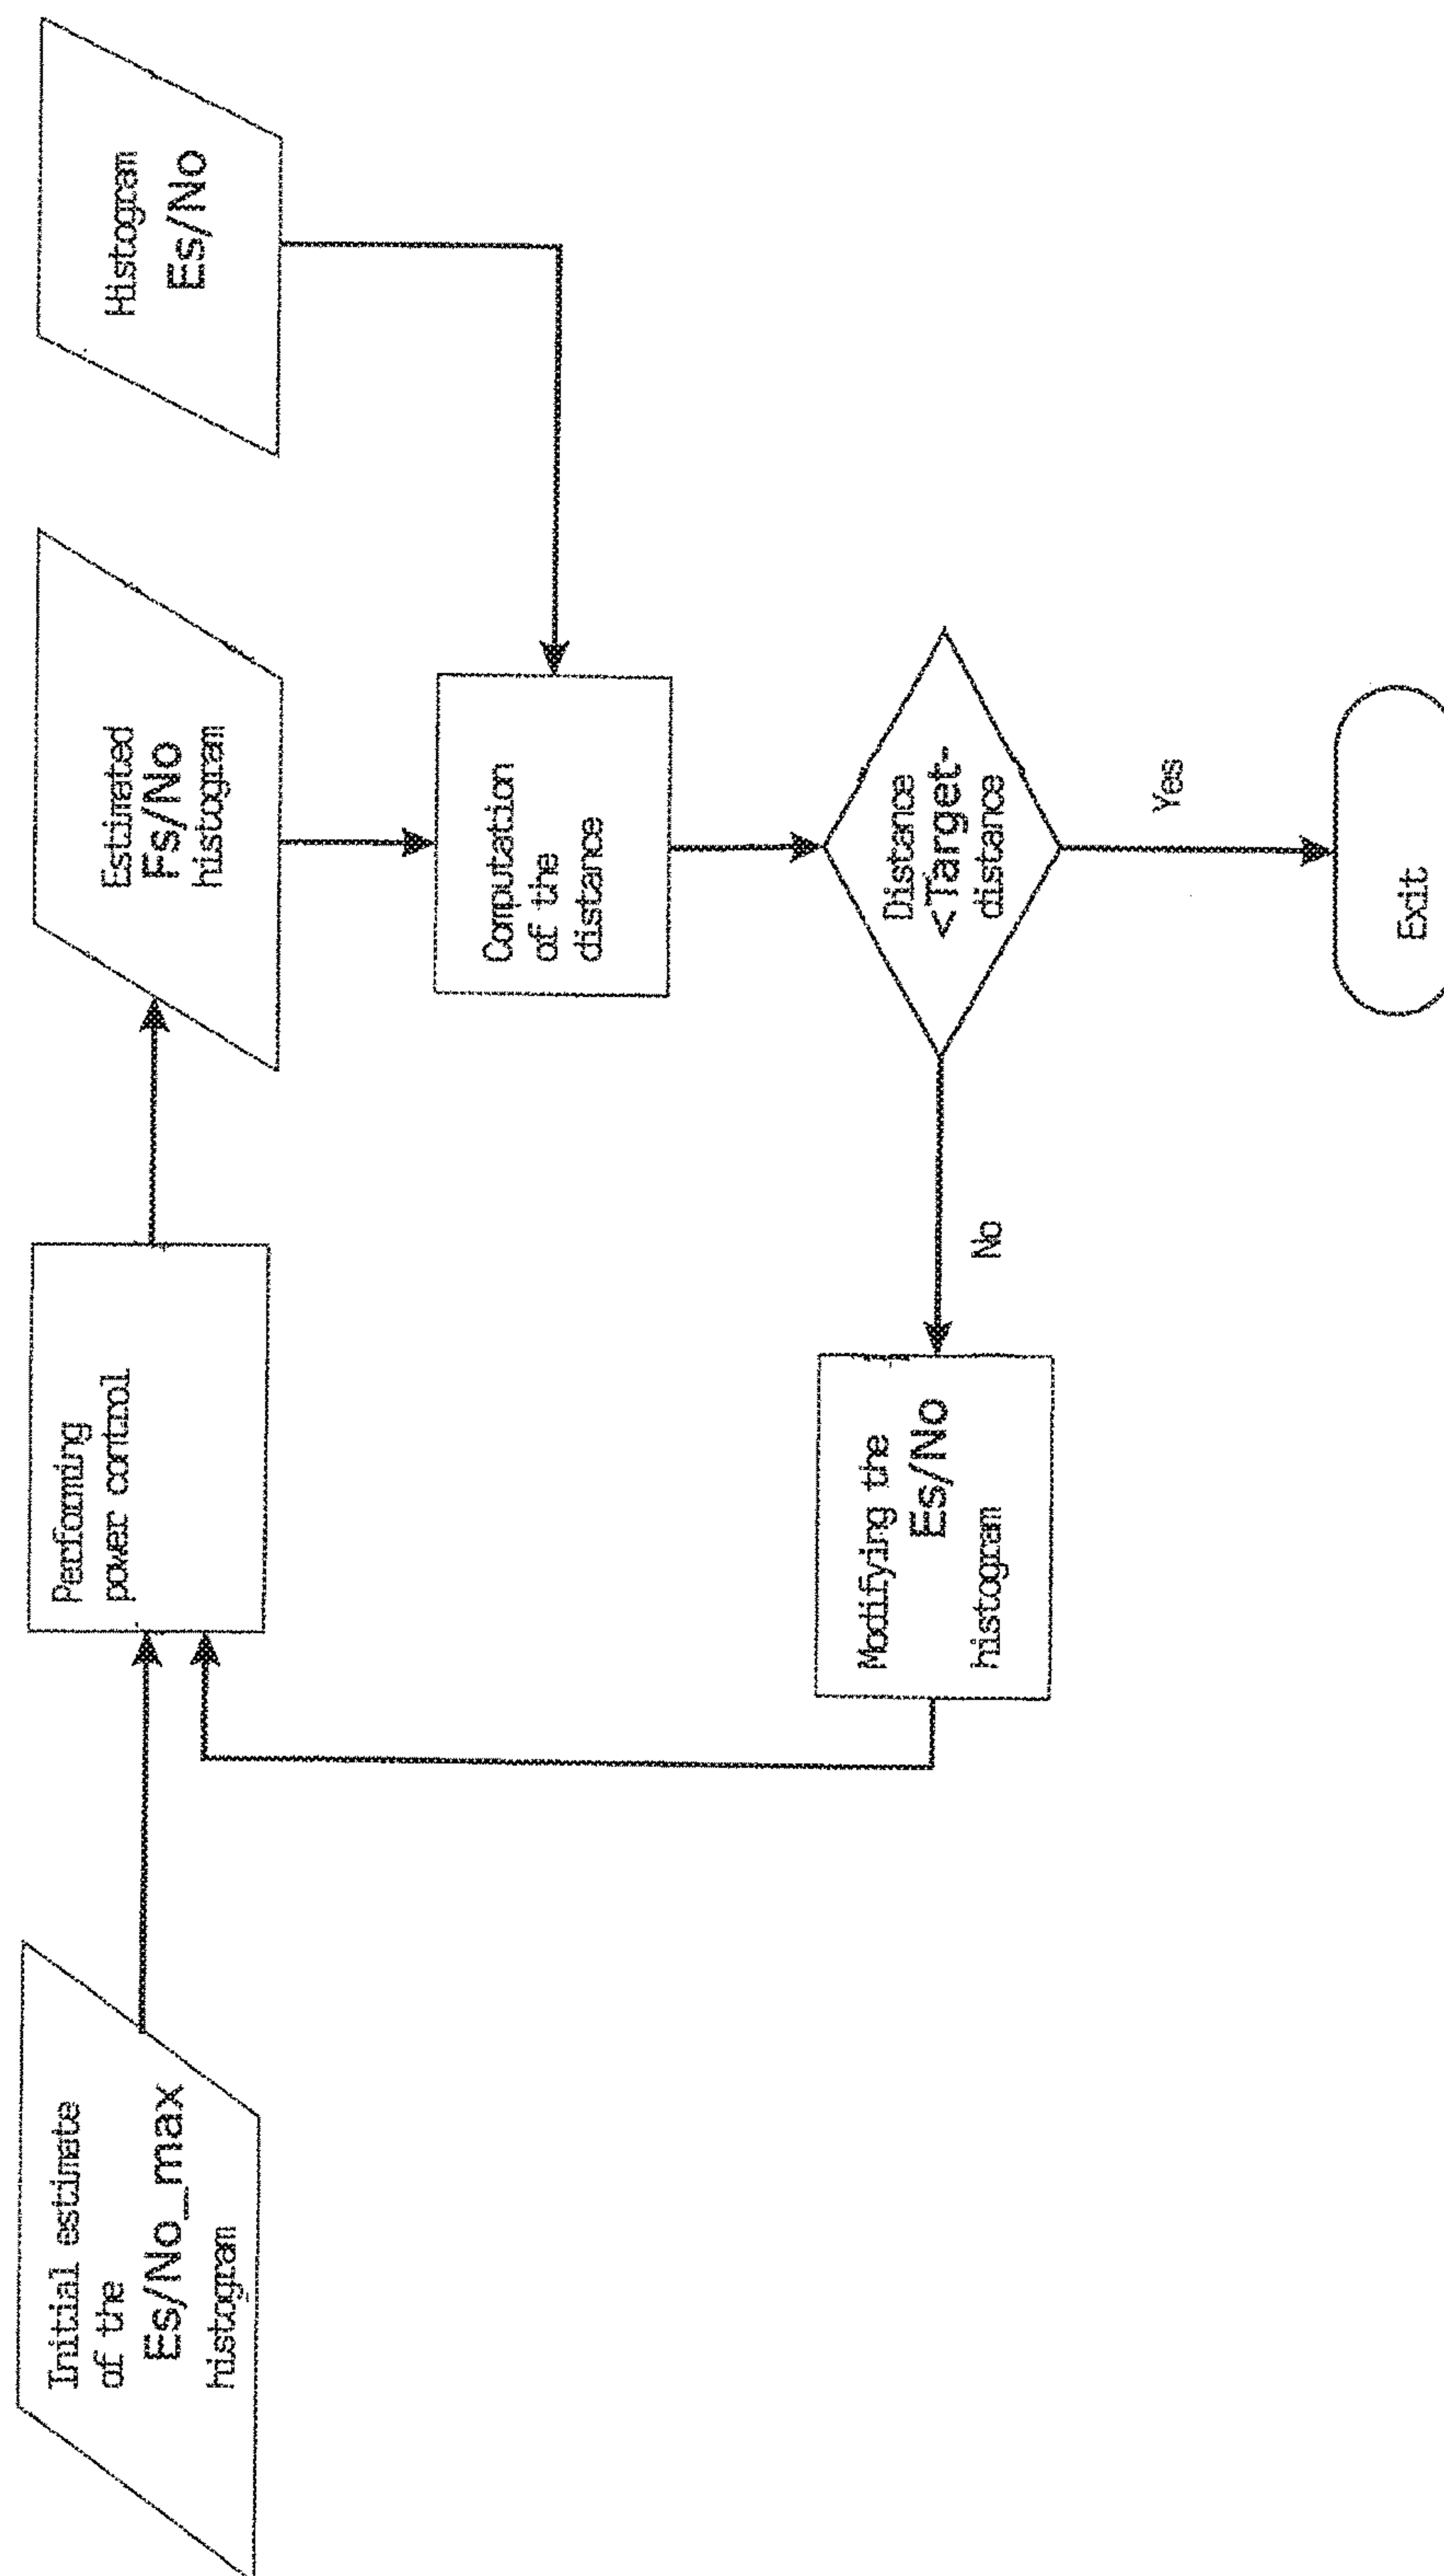 Initial estimate
of the
Es/No_max
histogram
Performing
power control
Estimated
Fs/No
histogram
Histogram
Es/No
Computation
of the
distance
Distance
<Target-
distance
No
Modifying the
Es/No
histogram
Yes
Exit